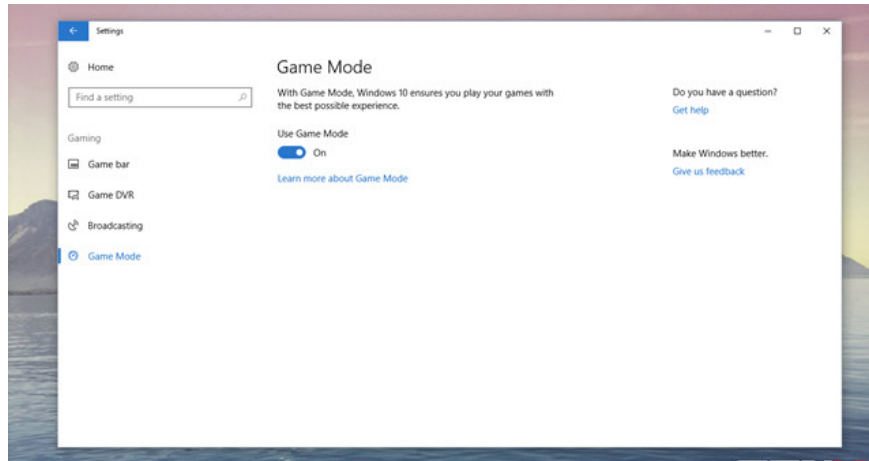 Settings
Home
Find a setting
Gaming
Game bar
Game DVR
Broadcasting
Game Mode
Game Mode
With Game Mode, Windows 10 ensures you play your games with
the best possible experience.
Use Game Mode
On
Learn more about Game Mode
Do you have a question?
Get help
Make Windows better.
Give us feedback